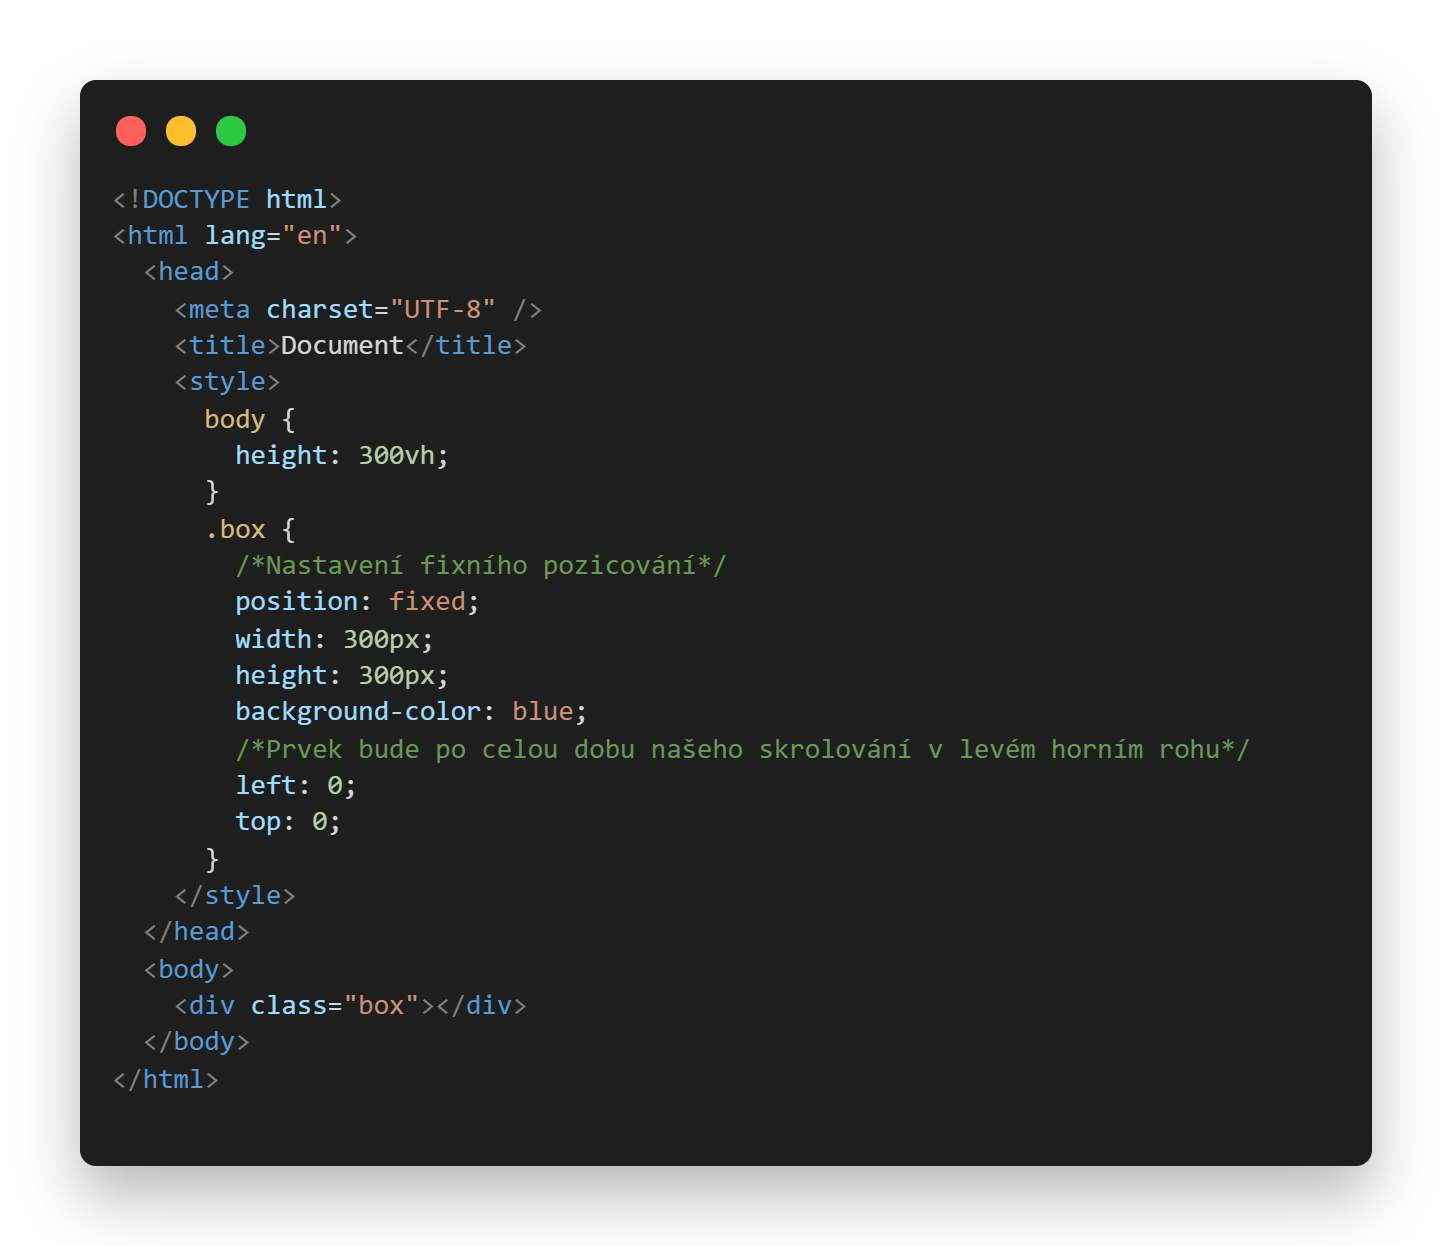 <!DOCTYPE html>
<html lang="en">
  <head>
    <meta charset="UTF-8" />
    <title>Document</title>
    <style>
      body {
        height: 300vh;
      }
      .box {
        /*Nastavení fixního pozicování*/
        position: fixed;
        width: 300px;
        height: 300px;
        background-color: blue;
        /*Prvek bude po celou dobu našeho skrolování v levém horním rohu*/
        left: 0;
        top: 0;
      }
    </style>
  </head>
  <body>
    <div class="box"></div>
  </body>
</html>